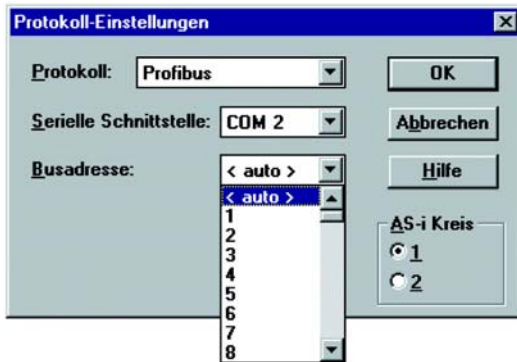 Protokoll-Einstellungen
Protokoll: Profibus
OK
Serielle Schnittstelle: COM 2
Abbrechen
Busadresse: < auto >
Hilfe
< auto >
1
2
3
4
5
6
7
8
AS-i Kreis
1
2